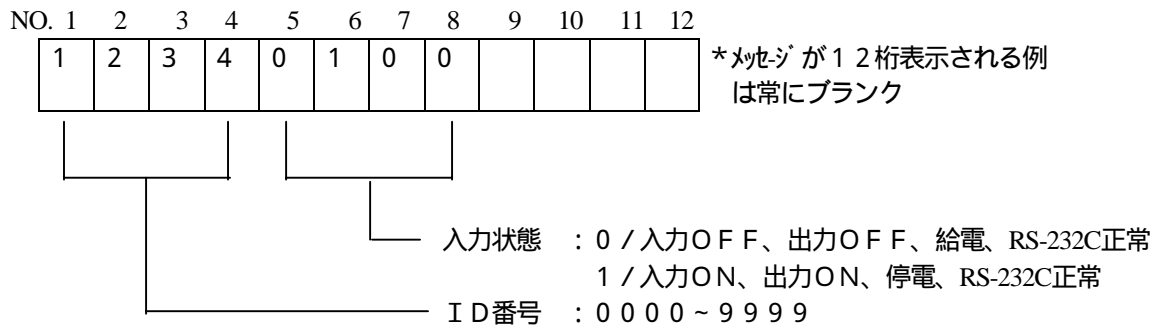 NO. 1 2 3 4 5 6 7 8 9 10 11 12
1 2 3 4 0 1 0 0 *メッセージが12桁表示される例
は常にブランク
入力状態 :0/入力OFF、出力OFF、給電、RS-232C正常
1/入力ON、出力ON、停電、RS-232C正常
ID番号 :0000~9999